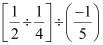 [1/2 ÷ 1/4] ÷ (-1/5)